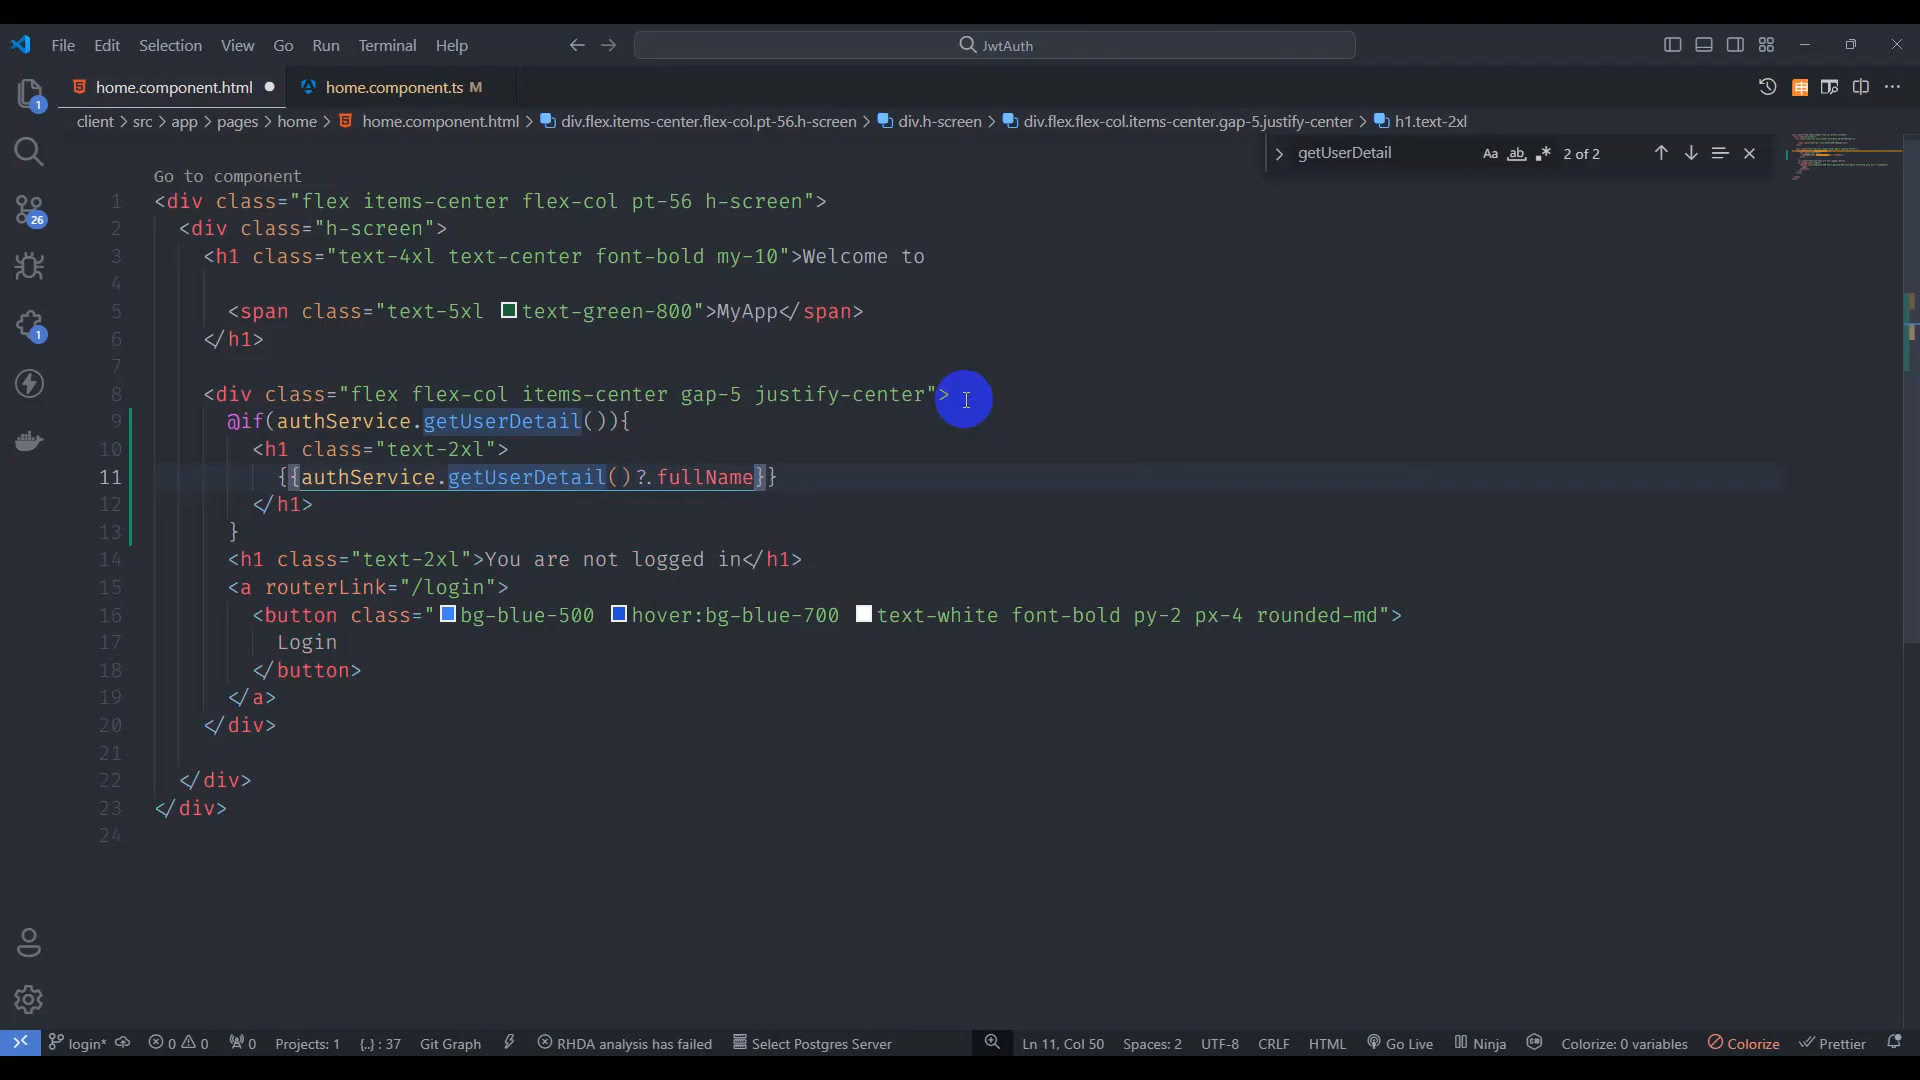 File Edit Selection View Go Run Terminal Help JwtAuth
home.component.html home.component.ts M
client > src > app > pages > home > home.component.html > div.flex.items-center.flex-col.pt-56.h-screen > div.h-screen > div.flex.flex-col.items-center.gap-5.justify-center > h1.text-2xl
getUserDetail Aa ab .* 2 of 2
Go to component
1 <div class="flex items-center flex-col pt-56 h-screen">
2 <div class="h-screen">
3 <h1 class="text-4xl text-center font-bold my-10">Welcome to
4
5 <span class="text-5xl text-green-800">MyApp</span>
6 </h1>
7
8 <div class="flex flex-col items-center gap-5 justify-center">
9 @if(authService.getUserDetail()){
10 <h1 class="text-2xl">
11 {{authService.getUserDetail()?.fullName}}
12 </h1>
13 }
14 <h1 class="text-2xl">You are not logged in</h1>
15 <a routerLink="/login">
16 <button class="bg-blue-500 hover:bg-blue-700 text-white font-bold py-2 px-4 rounded-md">
17 Login
18 </button>
19 </a>
20 </div>
21
22 </div>
23 </div>
24
1
26
1
login* 0 0 0 Projects: 1 {..} : 37 Git Graph RHDA analysis has failed Select Postgres Server Ln 11, Col 50 Spaces: 2 UTF-8 CRLF HTML Go Live Ninja Colorize: 0 variables Colorize Prettier